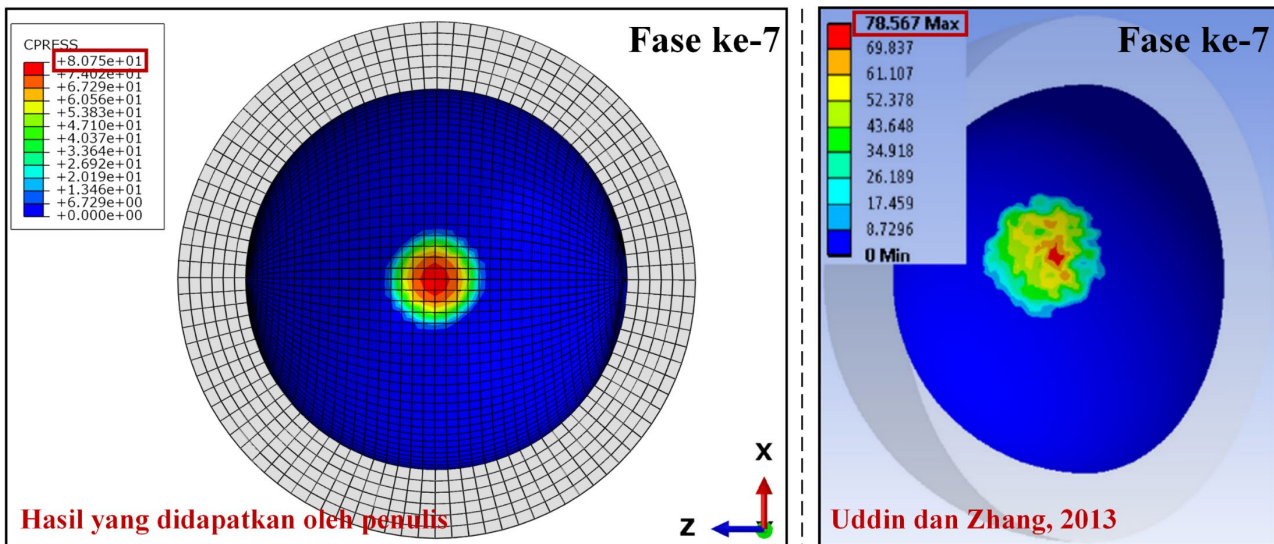 Fase ke-7
CPRESS
+8.075e+01
+7.402e+01
+6.729e+01
+6.056e+01
+5.383e+01
+4.710e+01
+4.037e+01
+3.364e+01
+2.692e+01
+2.019e+01
+1.346e+01
+6.729e+00
+0.000e+00
X
Z
Hasil yang didapatkan oleh penulis
78.567 Max
69.837
61.107
52.378
43.648
34.918
26.189
17.459
8.7296
0 Min
Fase ke-7
Uddin dan Zhang, 2013